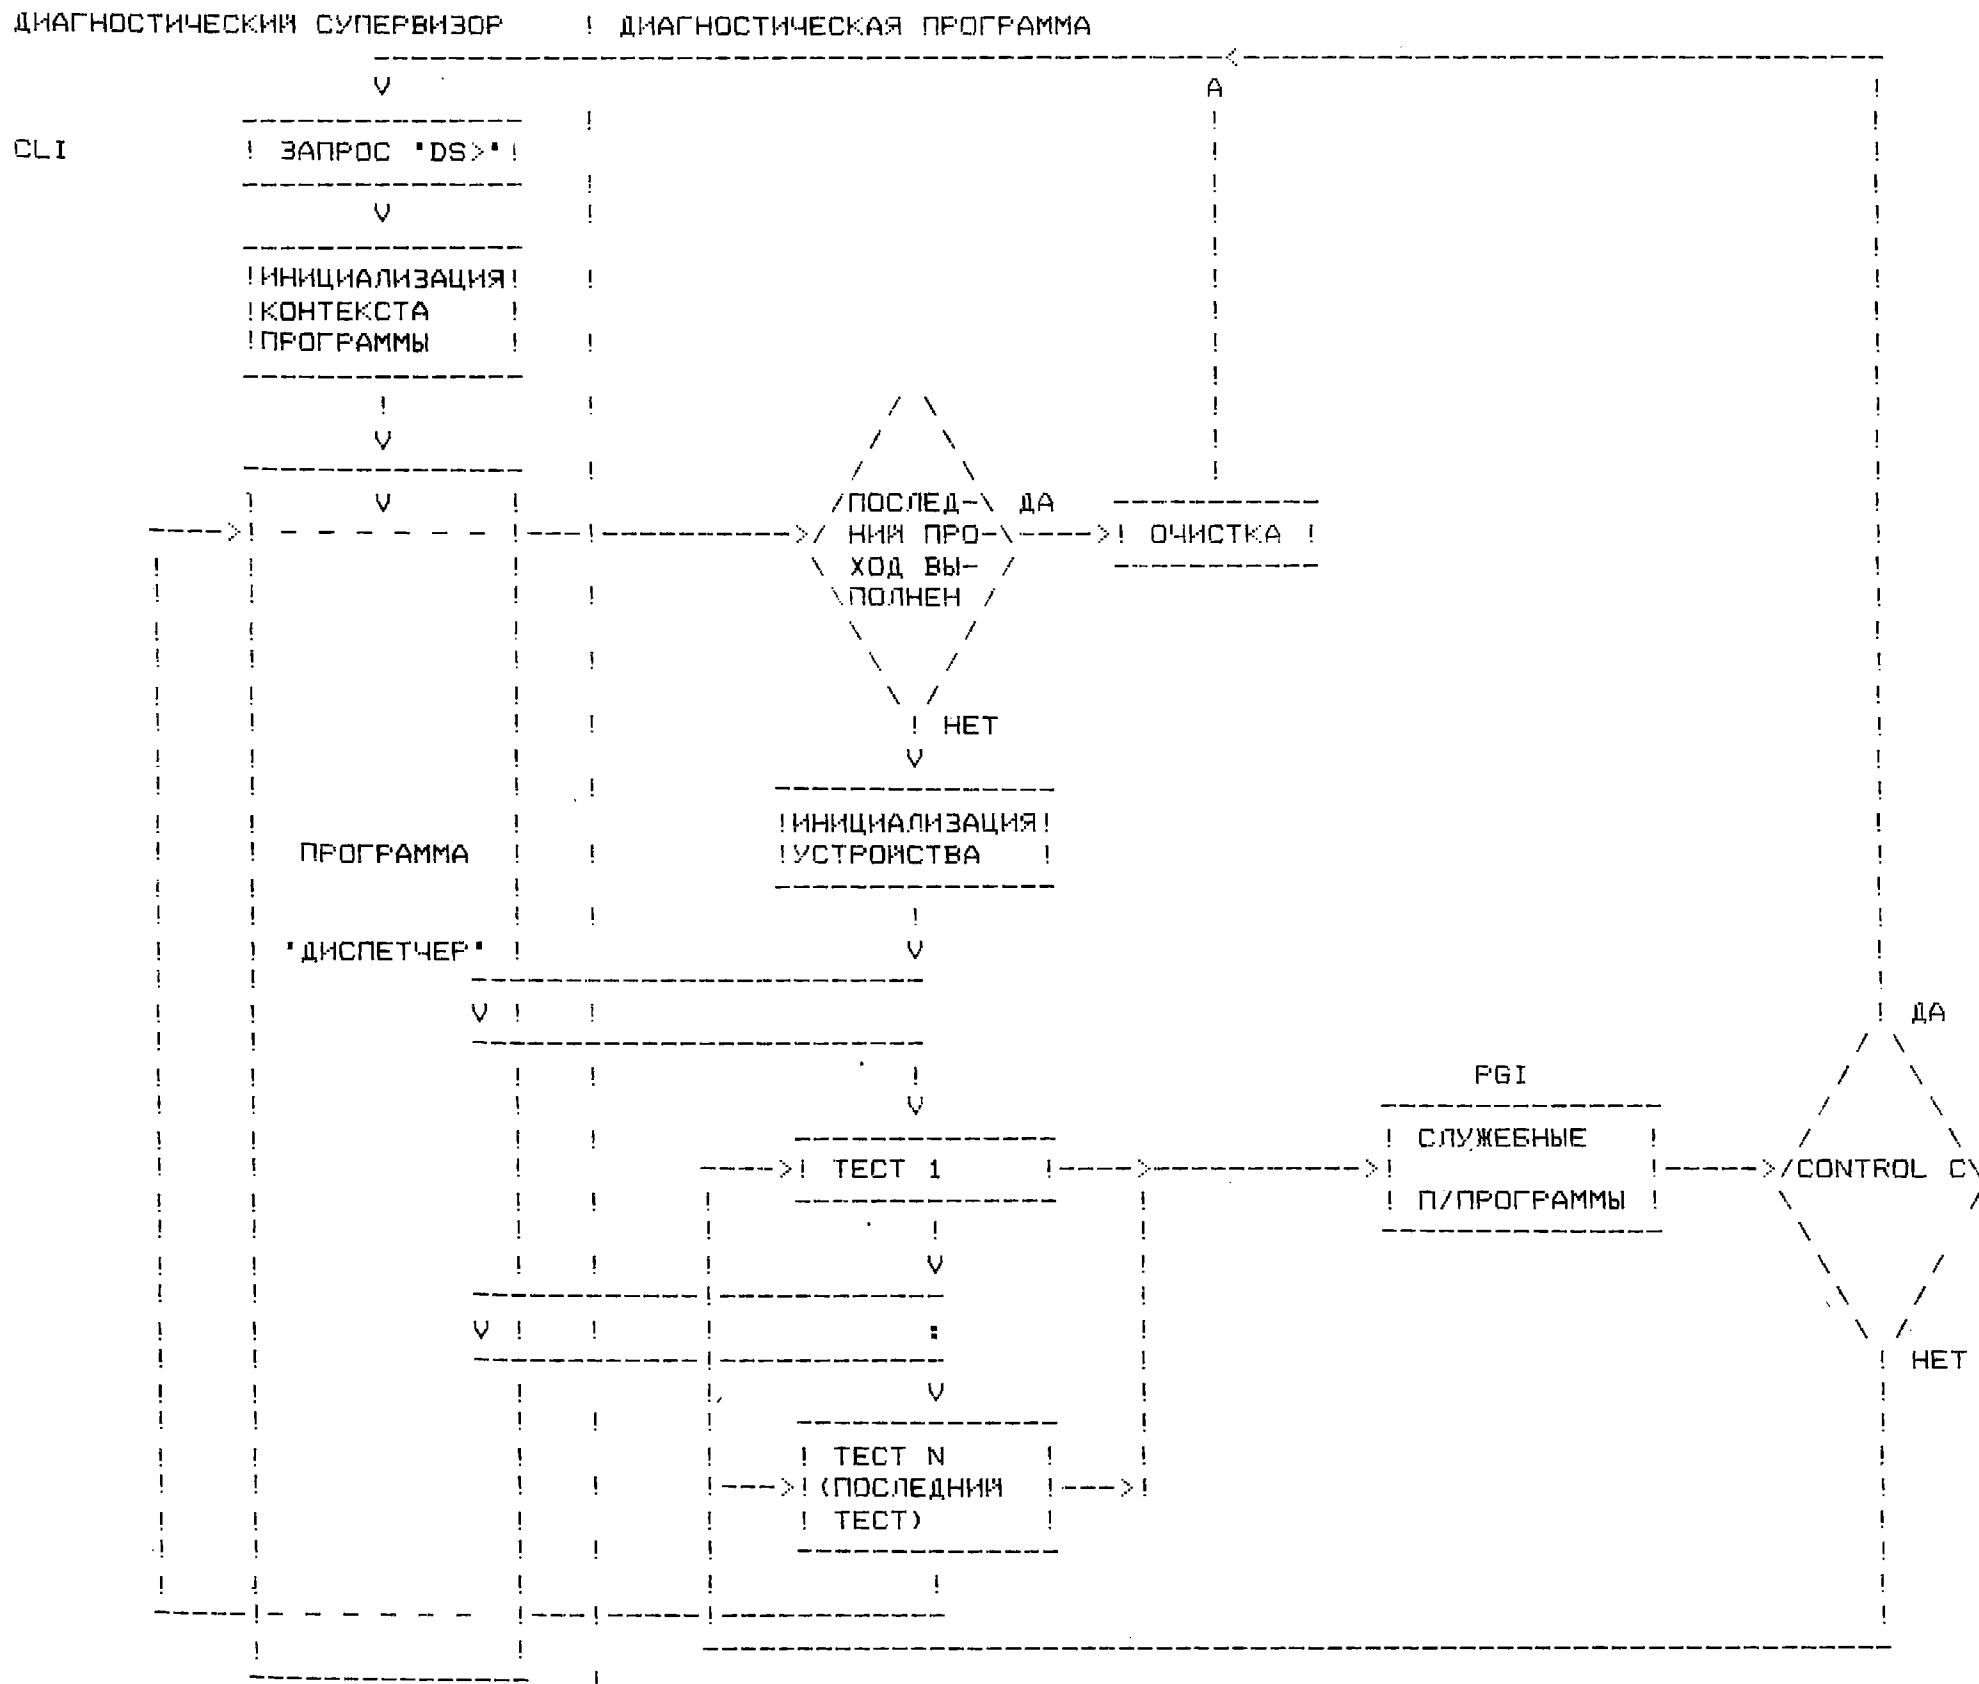 ДИАГНОСТИЧЕСКИЙ СУПЕРВИЗОР ! ДИАГНОСТИЧЕСКАЯ ПРОГРАММА
CLI
ЗАПРОС "DS>"
ИНИЦИАЛИЗАЦИЯ
КОНТЕКСТА
ПРОГРАММЫ
ПОСЛЕД-
НИЙ ПРО-
ХОД ВЫ-
ПОЛНЕН
ДА
ОЧИСТКА
НЕТ
ИНИЦИАЛИЗАЦИЯ
УСТРОЙСТВА
ПРОГРАММА
"ДИСПЕТЧЕР"
ДА
PGI
СЛУЖЕБНЫЕ
П/ПРОГРАММЫ
CONTROL C
ТЕСТ 1
НЕТ
ТЕСТ N
(ПОСЛЕДНИЙ
ТЕСТ)